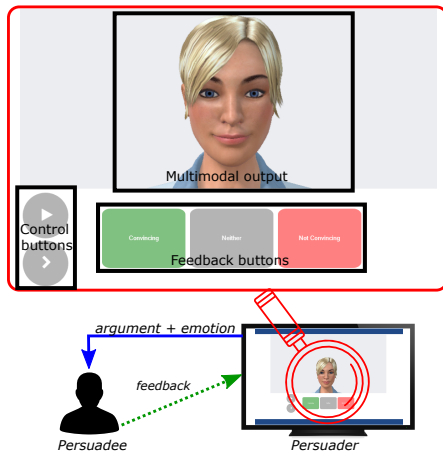 Multimodal output
Control
buttons
Convincing
Neither
Not Convincing
Feedback buttons
argument + emotion
feedback
Persuadee
Persuader